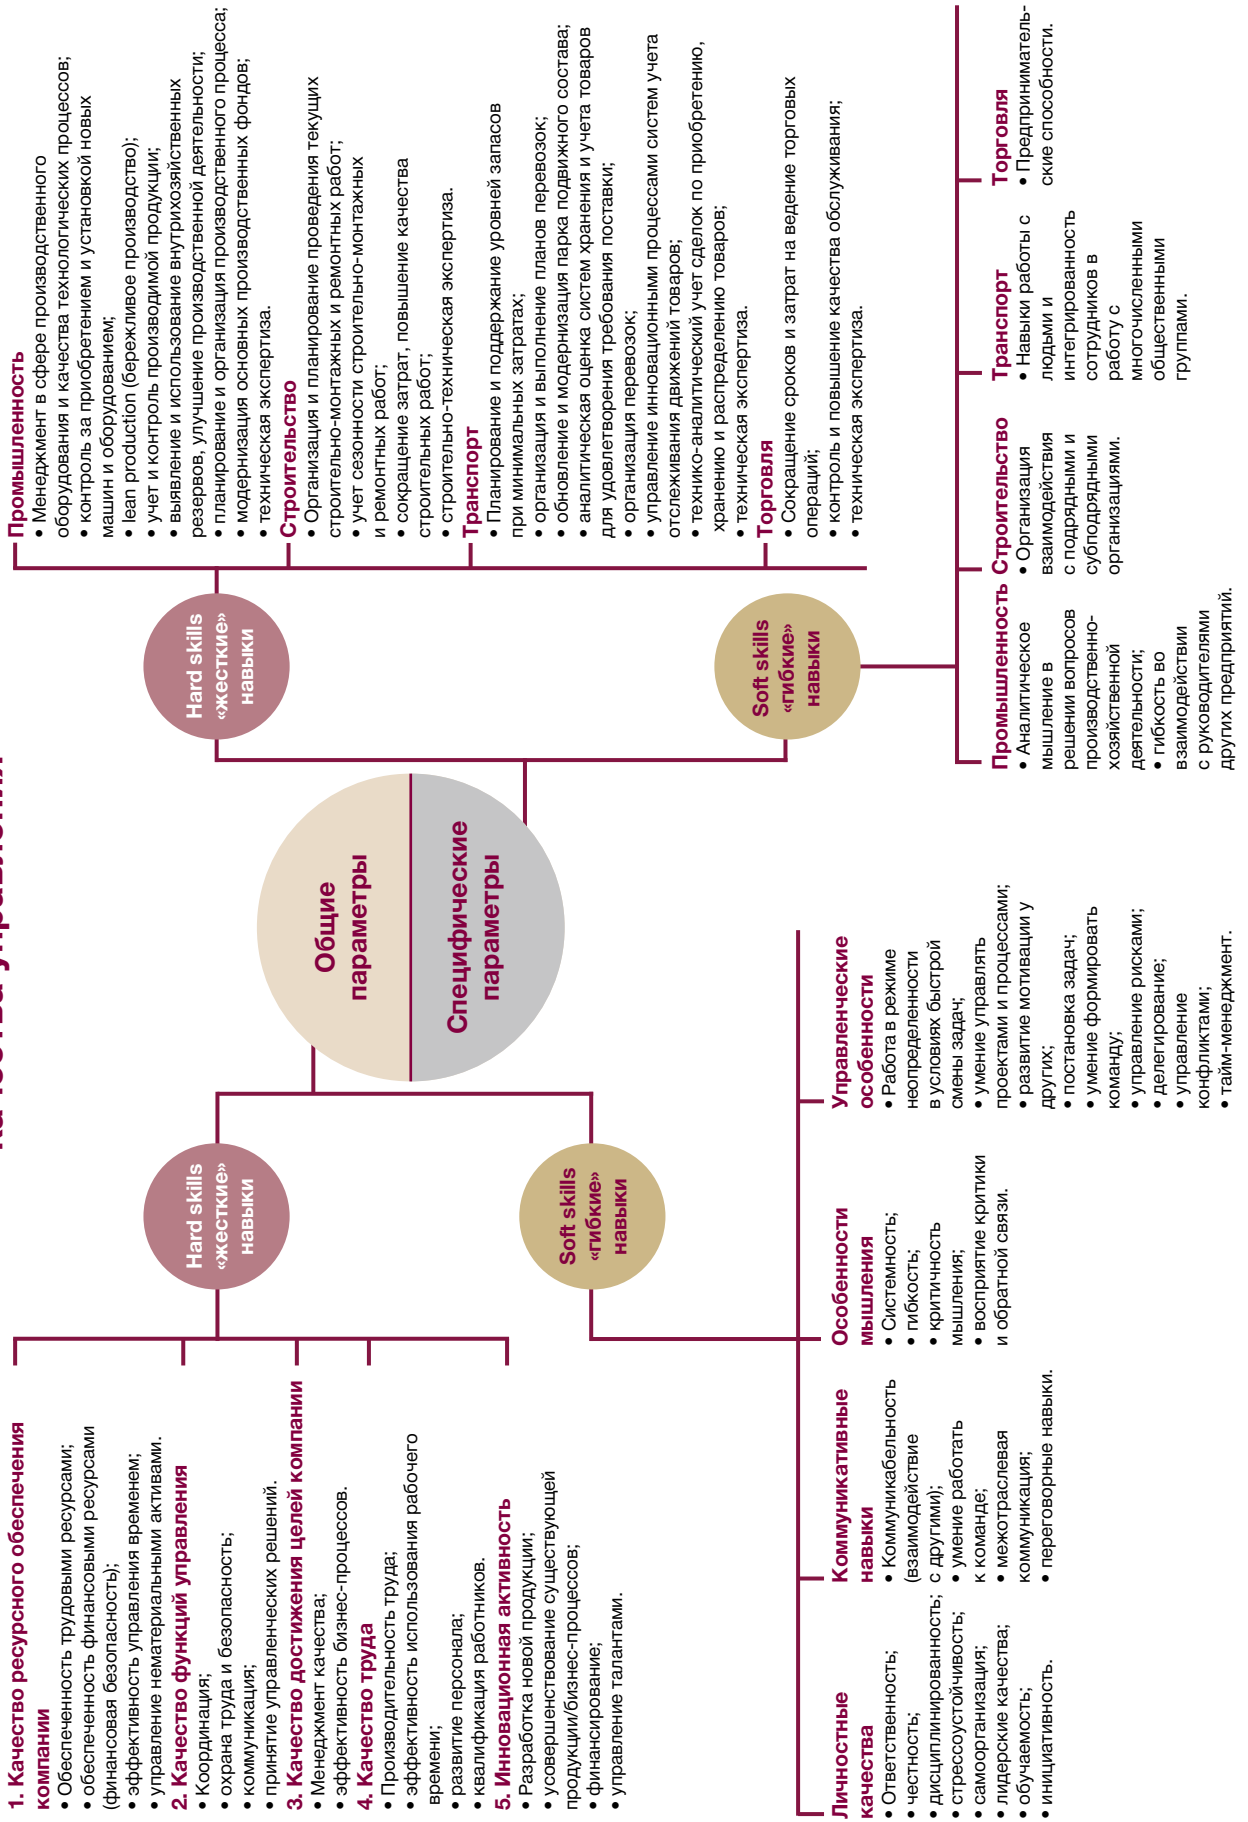 качества управления
1. Качество ресурсного обеспечения
компании
• Обеспеченность трудовыми ресурсами;
• обеспеченность финансовыми ресурсами
(финансовая безопасность);
• эффективность управления временем;
• управление нематериальными активами.
2. Качество функций управления
• Координация;
• охрана труда и безопасность;
• коммуникация;
• принятие управленческих решений.
3. Качество достижения целей компании
• Менеджмент качества;
• эффективность бизнес-процессов.
4. Качество труда
• Производительность труда;
• эффективность использования рабочего
времени;
• развитие персонала;
• квалификация работников.
5. Инновационная активность
• Разработка новой продукции;
• усовершенствование существующей
продукции/бизнес-процессов;
• финансирование;
• управление талантами.
Hard skills
«жесткие»
навыки
Soft skills
«гибкие»
навыки
Общие
параметры
Специфические
параметры
Hard skills
«жесткие»
навыки
Soft skills
«гибкие»
навыки
Промышленность
• Менеджмент в сфере производственного
оборудования и качества технологических процессов;
• контроль за приобретением и установкой новых
машин и оборудованием;
• lean production (бережливое производство);
• учет и контроль производимой продукции;
• выявление и использование внутрихозяйственных
резервов, улучшение производственной деятельности;
• планирование и организация производственного процесса;
• модернизация основных производственных фондов;
• техническая экспертиза.
Строительство
• Организация и планирование проведения текущих
строительно-монтажных и ремонтных работ;
• учет сезонности строительно-монтажных
и ремонтных работ;
• сокращение затрат, повышение качества
строительных работ;
• строительно-техническая экспертиза.
Транспорт
• Планирование и поддержание уровней запасов
при минимальных затратах;
• организация и выполнение планов перевозок;
• обновление и модернизация парка подвижного состава;
• аналитическая оценка систем хранения и учета товаров
для удовлетворения требования поставки;
• организация перевозок;
• управление инновационными процессами систем учета
отслеживания движений товаров;
• технико-аналитический учет сделок по приобретению,
хранению и распределению товаров;
• техническая экспертиза.
Торговля
• Сокращение сроков и затрат на ведение торговых
операций;
• контроль и повышение качества обслуживания;
• техническая экспертиза.
Личностные
качества
• Ответственность;
• честность;
• дисциплинированность;
• стрессоустойчивость;
• самоорганизация;
• лидерские качества;
• обучаемость;
• инициативность.
Коммуникативные
навыки
• Коммуникабельность
(взаимодействие
с другими);
• умение работать
к команде;
• межотраслевая
коммуникация;
• переговорные навыки.
Особенности
мышления
• Системность;
• гибкость;
• критичность
мышления;
• восприятие критики
и обратной связи.
Управленческие
особенности
• Работа в режиме
неопределенности
в условиях быстрой
смены задач;
• умение управлять
проектами и процессами;
• развитие мотивации у
других;
• постановка задач;
• умение формировать
команду;
• управление рисками;
• делегирование;
• управление
конфликтами;
• тайм-менеджмент.
Промышленность
• Аналитическое
мышление в
решении вопросов
производственно-
хозяйственной
деятельности;
• гибкость во
взаимодействии
с руководителями
других предприятий.
Строительство
• Организация
взаимодействия
с подрядными и
субподрядными
организациями.
Транспорт
• Навыки работы с
людьми и
интегрированность
сотрудников в
работу с
многочисленными
общественными
группами.
Торговля
• Предприниматель-
ские способности.